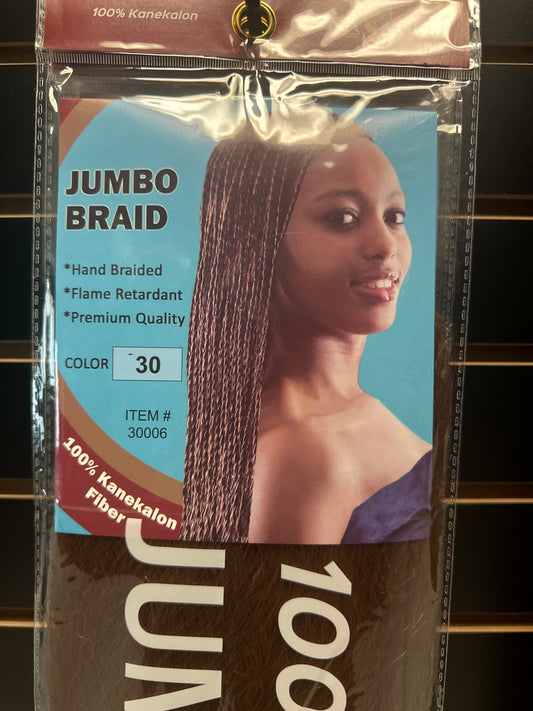 100% Kanekalon
JUMBO
BRAID
*Hand Braided
*Flame Retardant
*Premium Quality
COLOR 30
ITEM #
30006
100% Kanekalon
Fiber
JUM
100